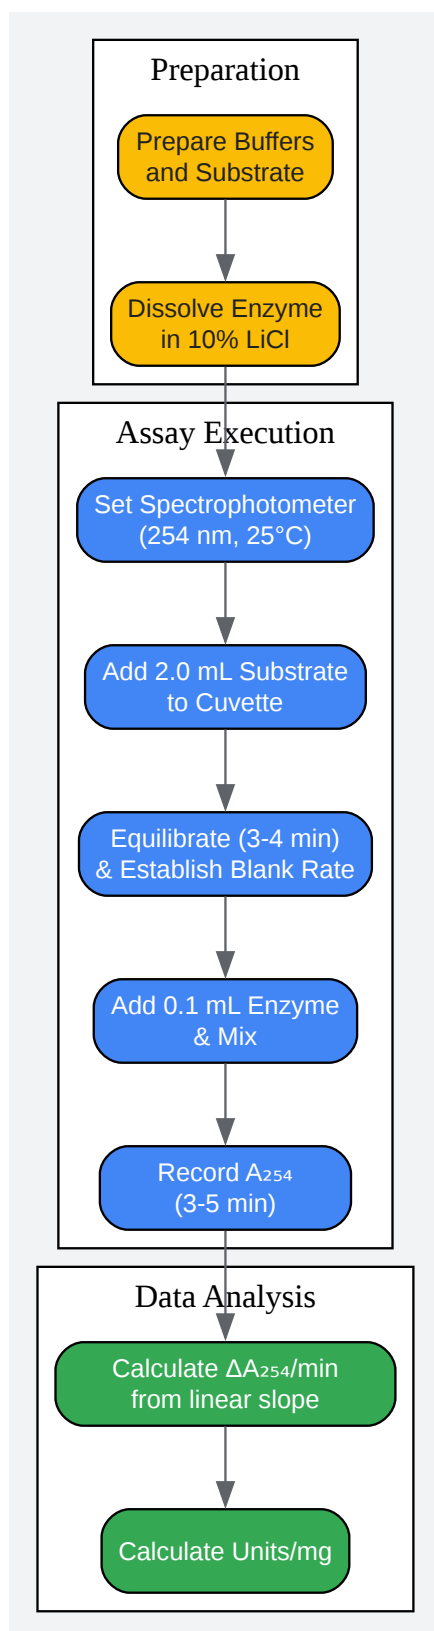 Preparation
Prepare Buffers
and Substrate
Dissolve Enzyme
in 10% LiCl
Assay Execution
Set Spectrophotometer
(254 nm, 25°C)
Add 2.0 mL Substrate
to Cuvette
Equilibrate (3-4 min)
& Establish Blank Rate
Add 0.1 mL Enzyme
& Mix
Record A₂₅₄
(3-5 min)
Data Analysis
Calculate ΔA₂₅₄/min
from linear slope
Calculate Units/mg